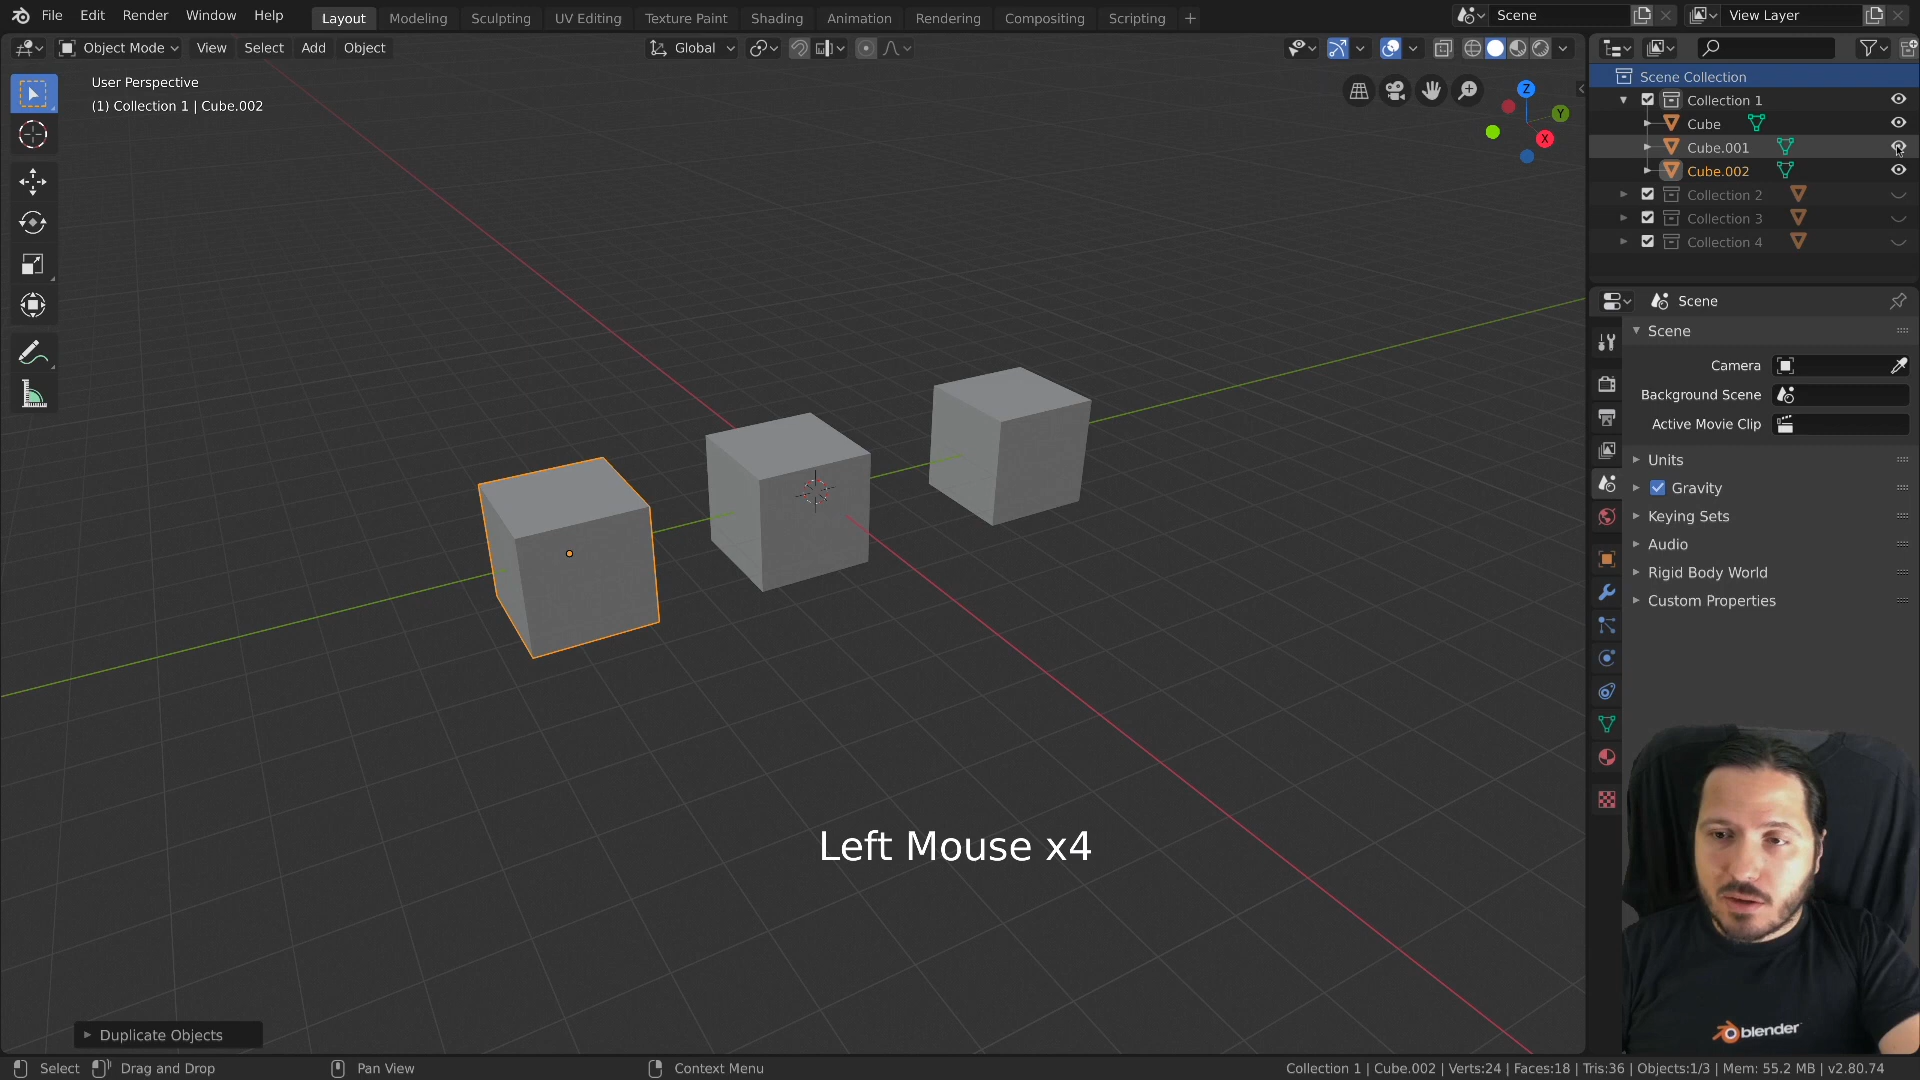 File Edit Render Window Help Layout Modeling Sculpting UV Editing Texture Paint Shading Animation Rendering Compositing Scripting + Scene View Layer
Object Mode View Select Add Object Global
User Perspective
(1) Collection 1 | Cube.002
Z
Y
X
Scene Collection
Collection 1
Cube
Cube.001
Cube.002
Collection 2
Collection 3
Collection 4
Scene
Scene
Camera
Background Scene
Active Movie Clip
Units
Gravity
Keying Sets
Audio
Rigid Body World
Custom Properties
Left Mouse x4
blender
Duplicate Objects
Select Drag and Drop Pan View Context Menu Collection 1 | Cube.002 | Verts:24 | Faces:18 | Tris:36 | Objects:1/3 | Mem: 55.2 MB | v2.80.74